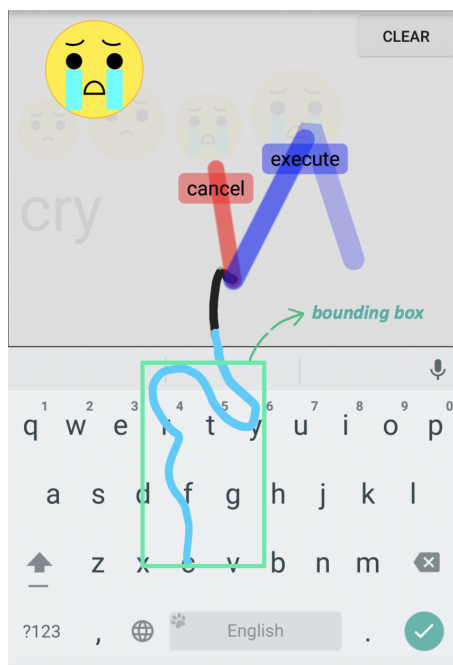 CLEAR
execute
cancel
cry
bounding box
1 2 3 4 5 6 7 8 9 0
q w e r t y u i o p
a s d f g h j k l
z x c v b n m
?123 , English .